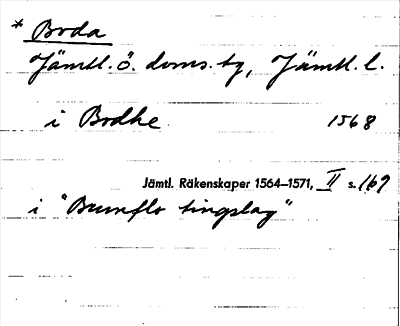 * Boda
Jämtl. ö. doms. tg, Jämtl. l.
i Bodhe 1568
Jämtl. Räkenskaper 1564–1571, II s. 169
i "Brunflo tingslag"